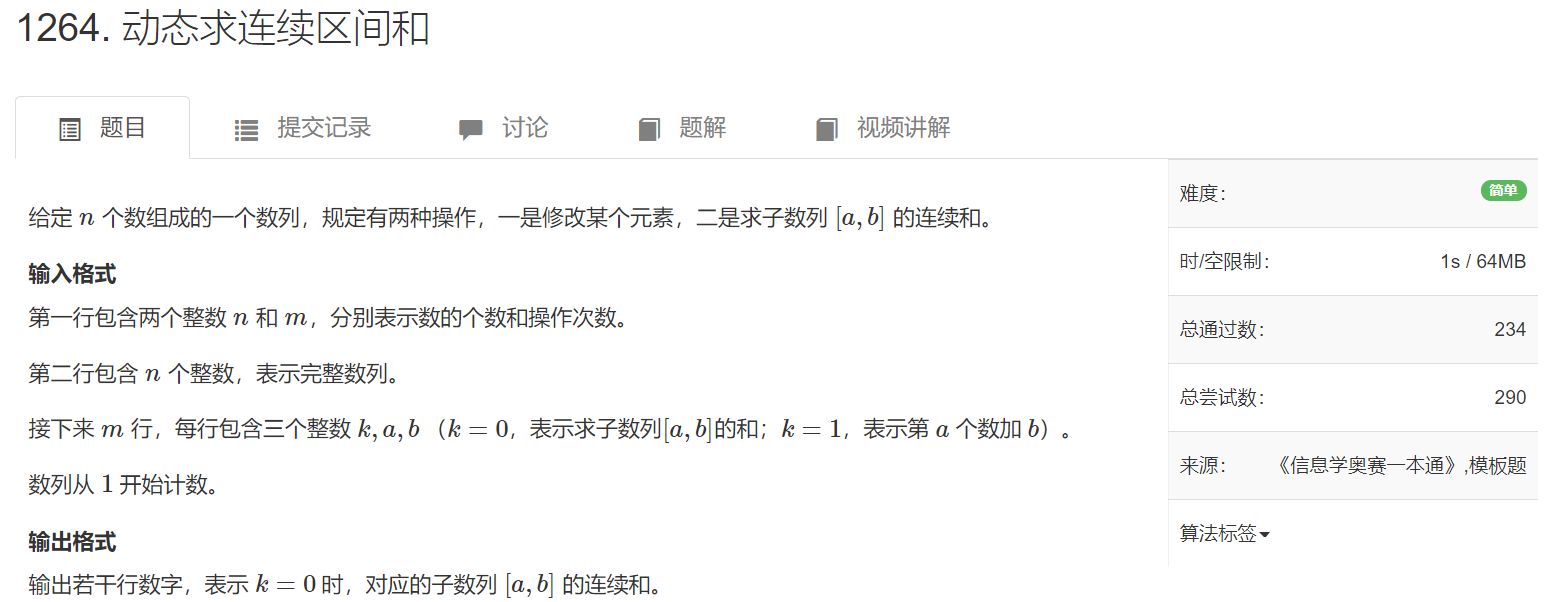 1264. 动态求连续区间和
题目
提交记录
讨论
题解
视频讲解
给定 n 个数组成的一个数列，规定有两种操作，一是修改某个元素，二是求子数列 [a, b] 的连续和。
输入格式
第一行包含两个整数 n 和 m，分别表示数的个数和操作次数。
第二行包含 n 个整数，表示完整数列。
接下来 m 行，每行包含三个整数 k, a, b （k = 0，表示求子数列[a, b]的和；k = 1，表示第 a 个数加 b）。
数列从 1 开始计数。
输出格式
输出若干行数字，表示 k = 0 时，对应的子数列 [a, b] 的连续和。
难度： 简单
时/空限制： 1s / 64MB
总通过数： 234
总尝试数： 290
来源： 《信息学奥赛一本通》,模板题
算法标签